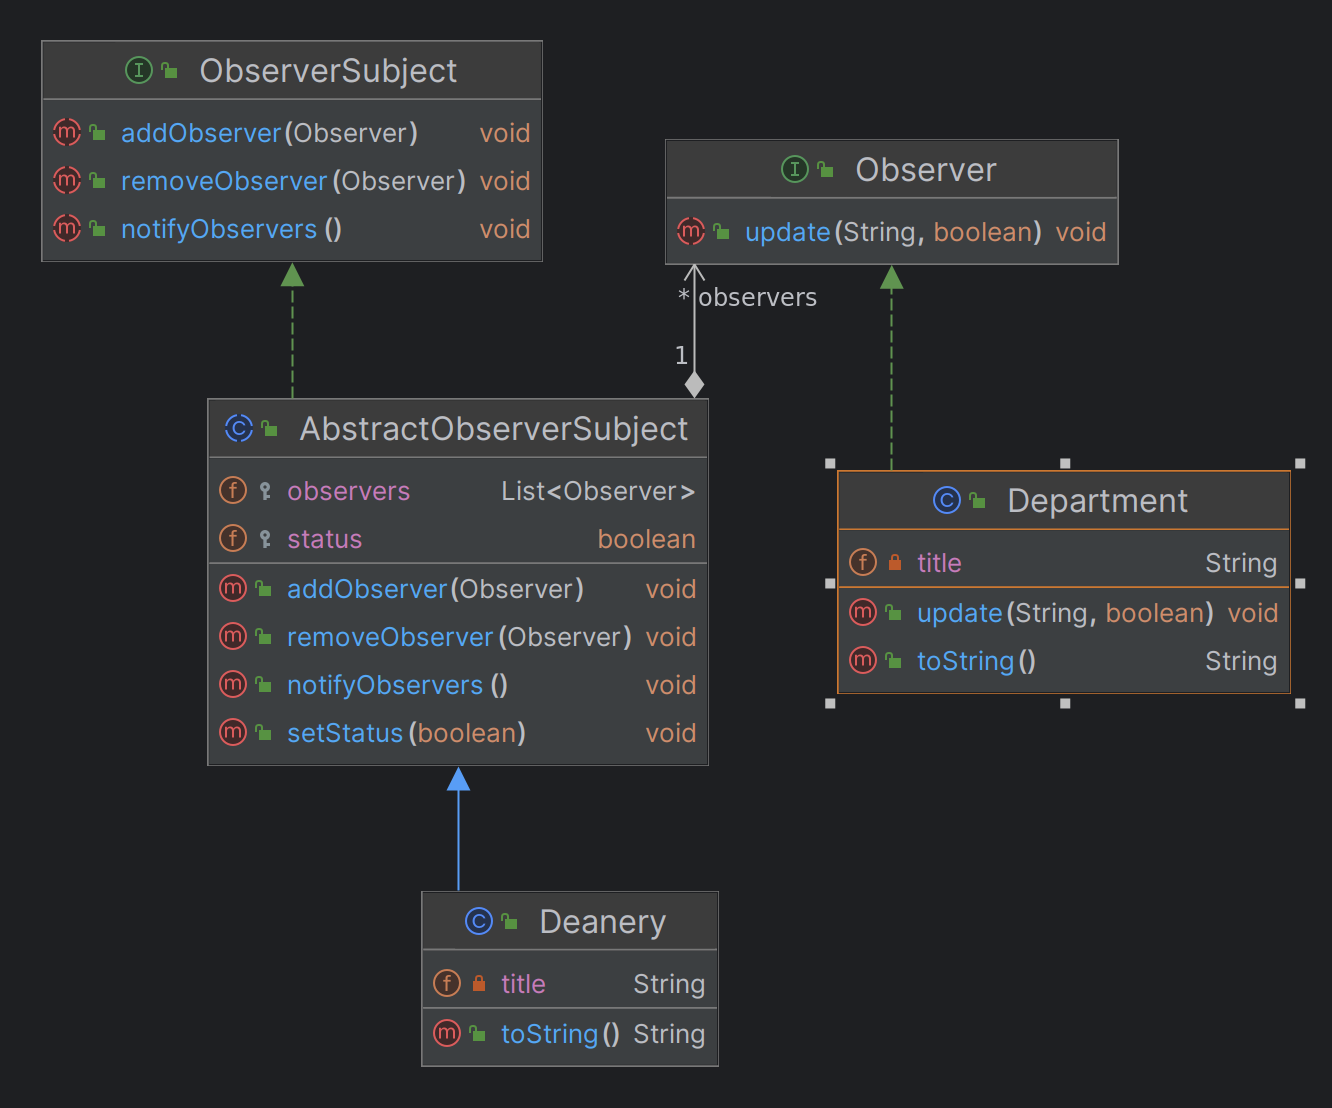 ObserverSubject
addObserver(Observer) void
removeObserver(Observer) void
notifyObservers() void
Observer
update(String, boolean) void
* observers
1
AbstractObserverSubject
observers List<Observer>
status boolean
addObserver(Observer) void
removeObserver(Observer) void
notifyObservers() void
setStatus(boolean) void
Department
title String
update(String, boolean) void
toString() String
Deanery
title String
toString() String